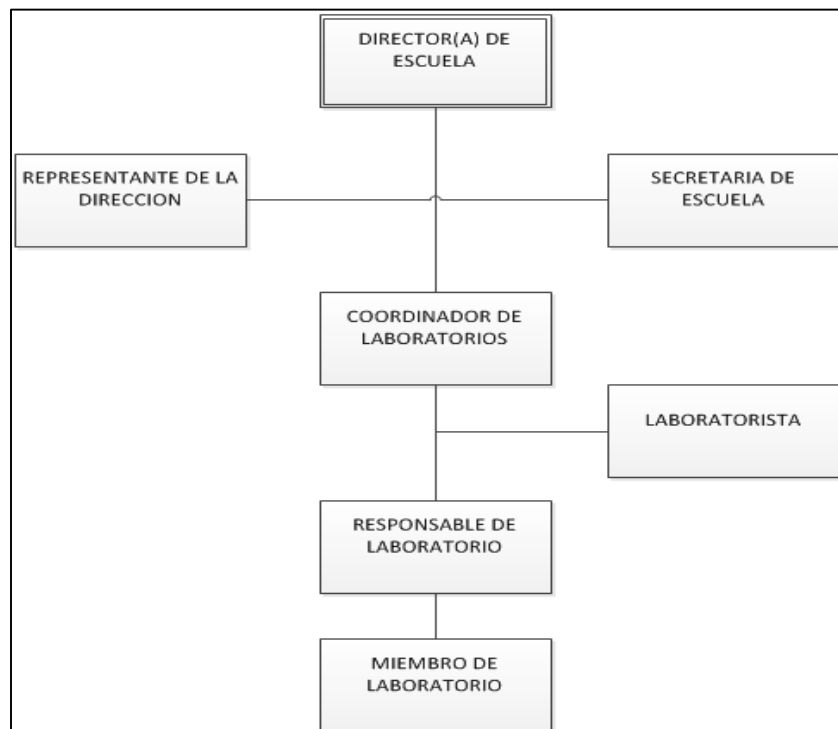 DIRECTOR(A) DE
ESCUELA
REPRESENTANTE DE LA
DIRECCION
SECRETARIA DE
ESCUELA
COORDINADOR DE
LABORATORIOS
LABORATORISTA
RESPONSABLE DE
LABORATORIO
MIEMBRO DE
LABORATORIO